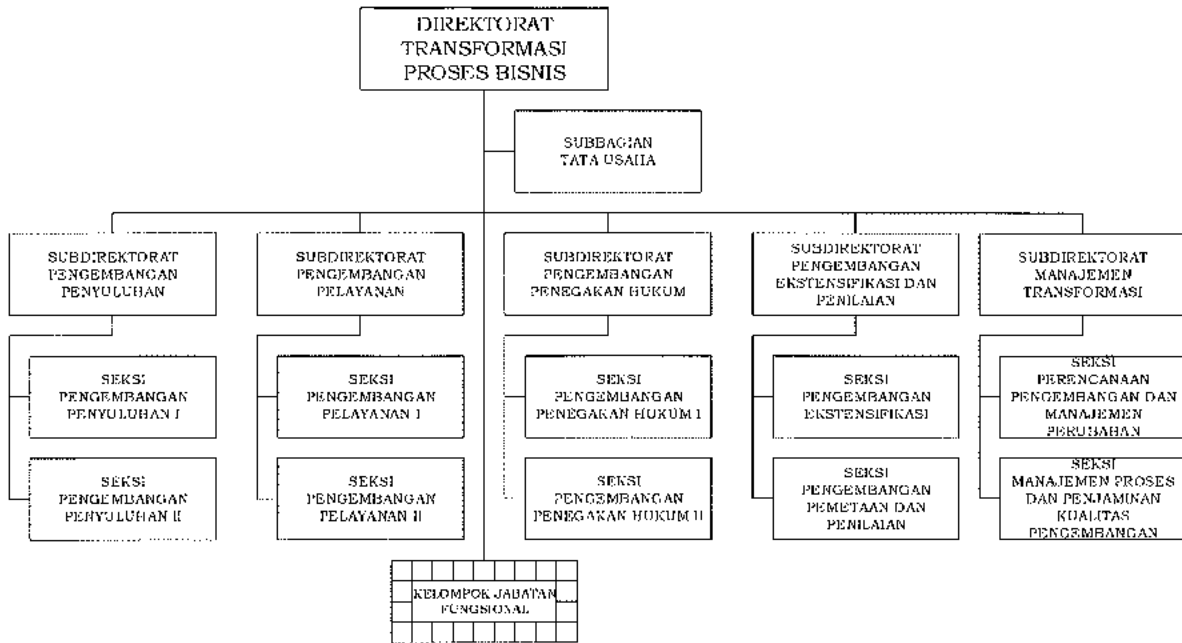 DIREKTORAT
TRANSFORMASI
PROSES BISNIS
SUBBAGIAN
TATA USAHA
SUBDIREKTORAT
PENGEMBANGAN
PENYULUHAN
SUBDIREKTORAT
PENGEMBANGAN
PELAYANAN
SUBDIREKTORAT
PENGEMBANGAN
PENEGAKAN HUKUM
SUBDIREKTORAT
PENGEMBANGAN
EKSTENSIFIKASI DAN
PENILAIAN
SUBDIREKTORAT
MANAJEMEN
TRANSFORMASI
SEKSI
PENGEMBANGAN
PENYULUHAN I
SEKSI
PENGEMBANGAN
PELAYANAN I
SEKSI
PENGEMBANGAN
PENEGAKAN HUKUM I
SEKSI
PENGEMBANGAN
EKSTENSIFIKASI
SEKSI
PERENCANAAN
PENGEMBANGAN DAN
MANAJEMEN
PERUBAHAN
SEKSI
PENGEMBANGAN
PENYULUHAN II
SEKSI
PENGEMBANGAN
PELAYANAN II
SEKSI
PENGEMBANGAN
PENEGAKAN HUKUM II
SEKSI
PENGEMBANGAN
PEMETAAN DAN
PENILAIAN
SEKSI
MANAJEMEN PROSES
DAN PENJAMINAN
KUALITAS
PENGEMBANGAN
KELOMPOK JABATAN
FUNGSIONAL